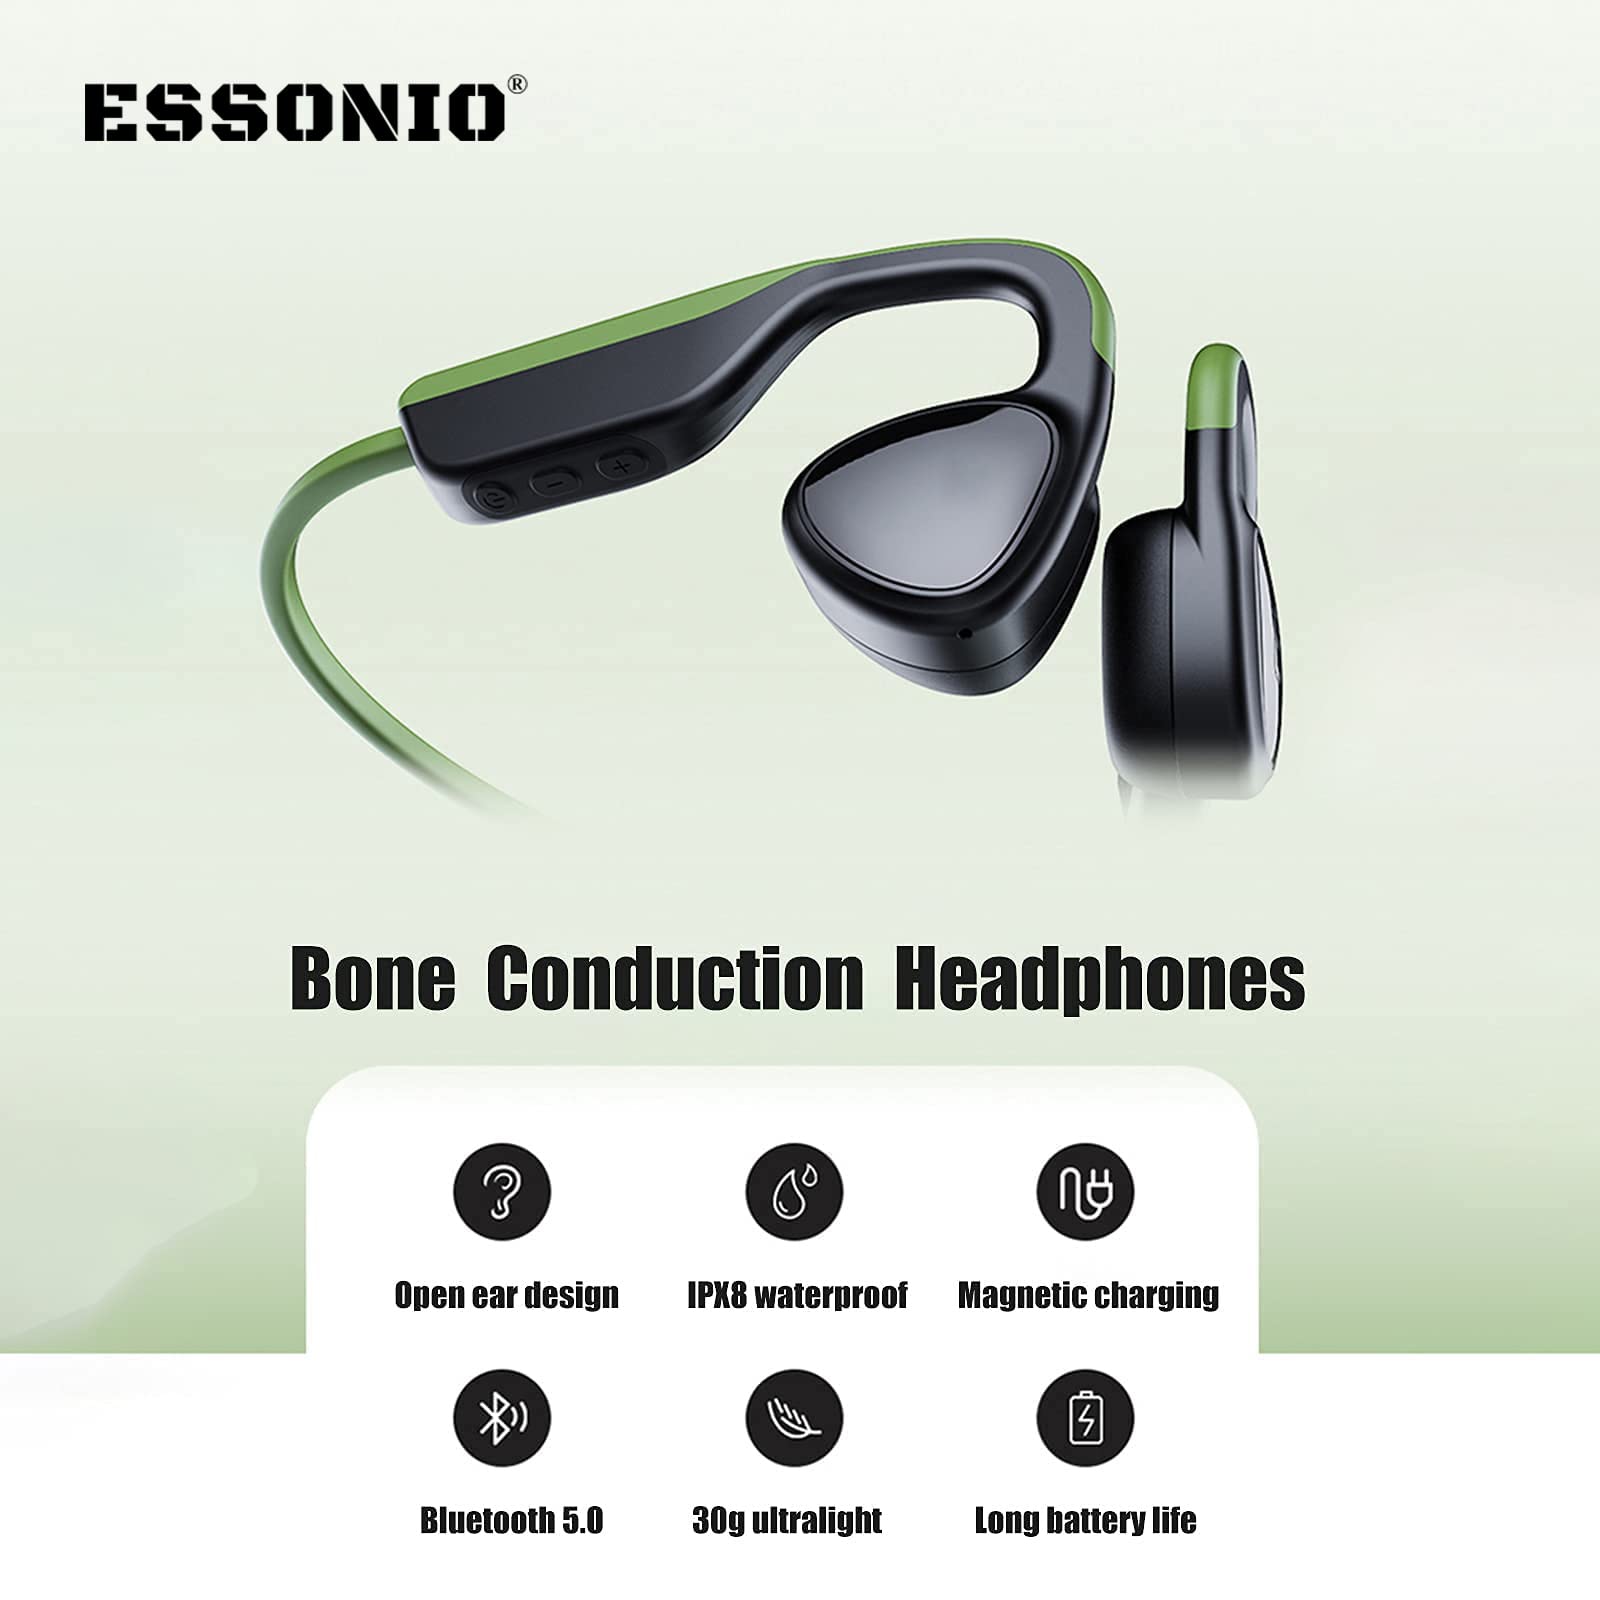 ESSONIO®
Bone Conduction Headphones
Open ear design
IPX8 waterproof
Magnetic charging
Bluetooth 5.0
30g ultralight
Long battery life